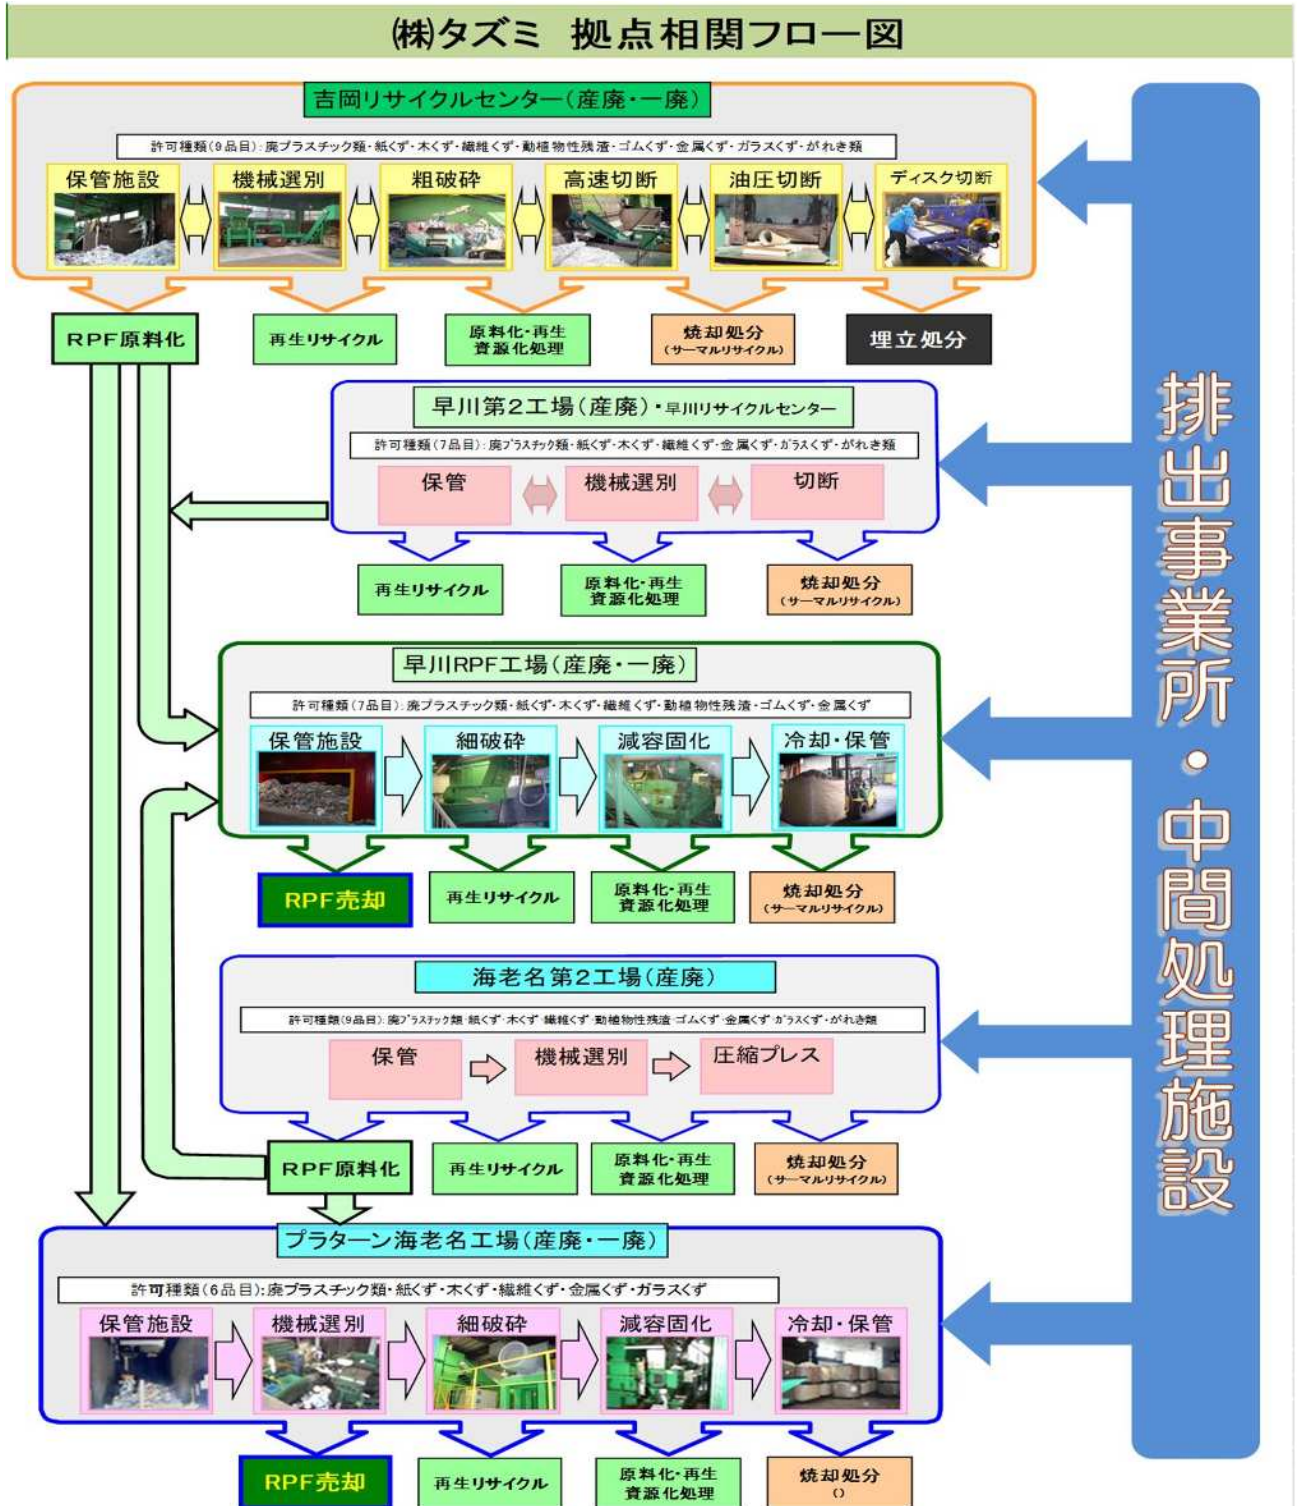 ㈱タズミ 拠点相関フロー図
吉岡リサイクルセンター(産廃・一廃)
許可種類(9品目):廃プラスチック類・紙くず・木くず・繊維くず・動植物性残渣・ゴムくず・金属くず・ガラスくず・がれき類
保管施設
機械選別
粗破砕
高速切断
油圧切断
ディスク切断
RPF原料化
再生リサイクル
原料化・再生
資源化処理
焼却処分
(サーマルリサイクル)
埋立処分
早川第2工場(産廃)・早川リサイクルセンター
許可種類(7品目):廃プラスチック類・紙くず・木くず・繊維くず・金属くず・ガラスくず・がれき類
保管
機械選別
切断
再生リサイクル
原料化・再生
資源化処理
焼却処分
(サーマルリサイクル)
早川RPF工場(産廃・一廃)
許可種類(7品目):廃プラスチック類・紙くず・木くず・繊維くず・動植物性残渣・ゴムくず・金属くず
保管施設
細破砕
減容固化
冷却・保管
RPF売却
再生リサイクル
原料化・再生
資源化処理
焼却処分
(サーマルリサイクル)
海老名第2工場(産廃)
許可種類(9品目):廃プラスチック類・紙くず・木くず・繊維くず・動植物性残渣・ゴムくず・金属くず・ガラスくず・がれき類
保管
機械選別
圧縮プレス
RPF原料化
再生リサイクル
原料化・再生
資源化処理
焼却処分
(サーマルリサイクル)
プラターン海老名工場(産廃・一廃)
許可種類(6品目):廃プラスチック類・紙くず・木くず・繊維くず・金属くず・ガラスくず
保管施設
機械選別
細破砕
減容固化
冷却・保管
RPF売却
再生リサイクル
原料化・再生
資源化処理
焼却処分
()
排出事業所・中間処理施設